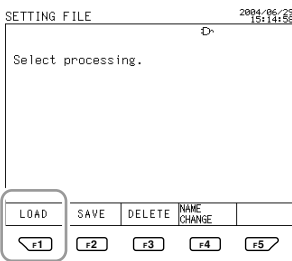 SETTING FILE
2004/06/29
15:14:56
Select processing.
LOAD SAVE DELETE NAME CHANGE
F1 F2 F3 F4 F5